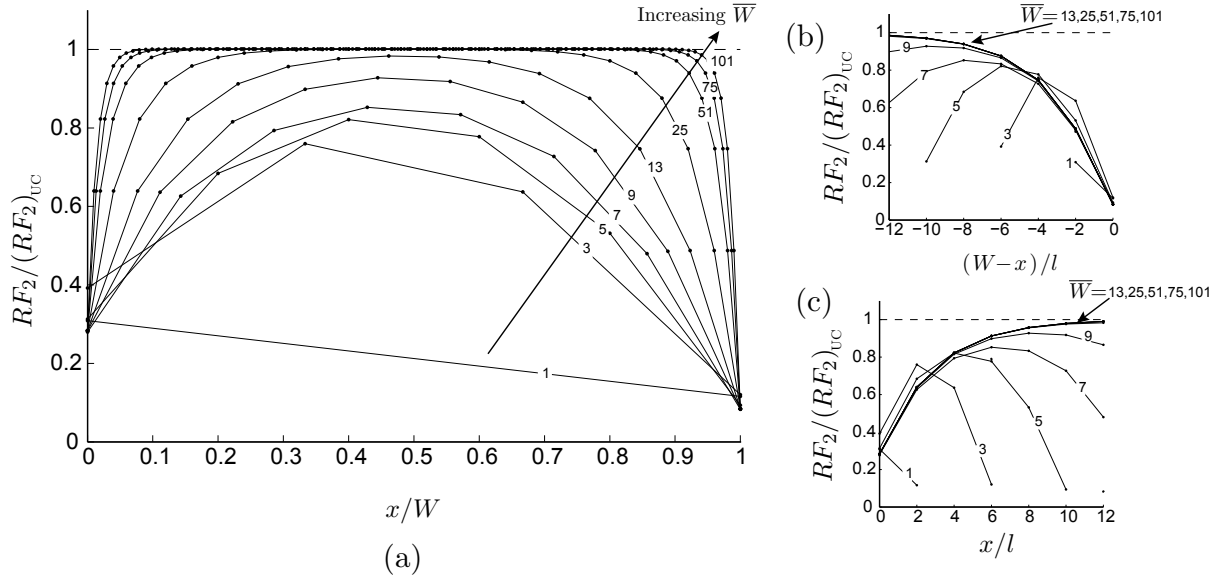 Increasing W̅
RF₂/(RF₂)UC
1
0.8
0.6
0.4
0.2
0
0 0.1 0.2 0.3 0.4 0.5 0.6 0.7 0.8 0.9 1
x/W
(a)
101
75
51
25
13
9
7
5
3
1
(b)
W̅=13,25,51,75,101
RF₂/(RF₂)UC
1
0.8
0.6
0.4
0.2
0
9
7
5
3
1
−12 −10 −8 −6 −4 −2 0
(W−x)/l
(c)
W̅=13,25,51,75,101
RF₂/(RF₂)UC
1
0.8
0.6
0.4
0.2
0
9
7
5
3
1
0 2 4 6 8 10 12
x/l